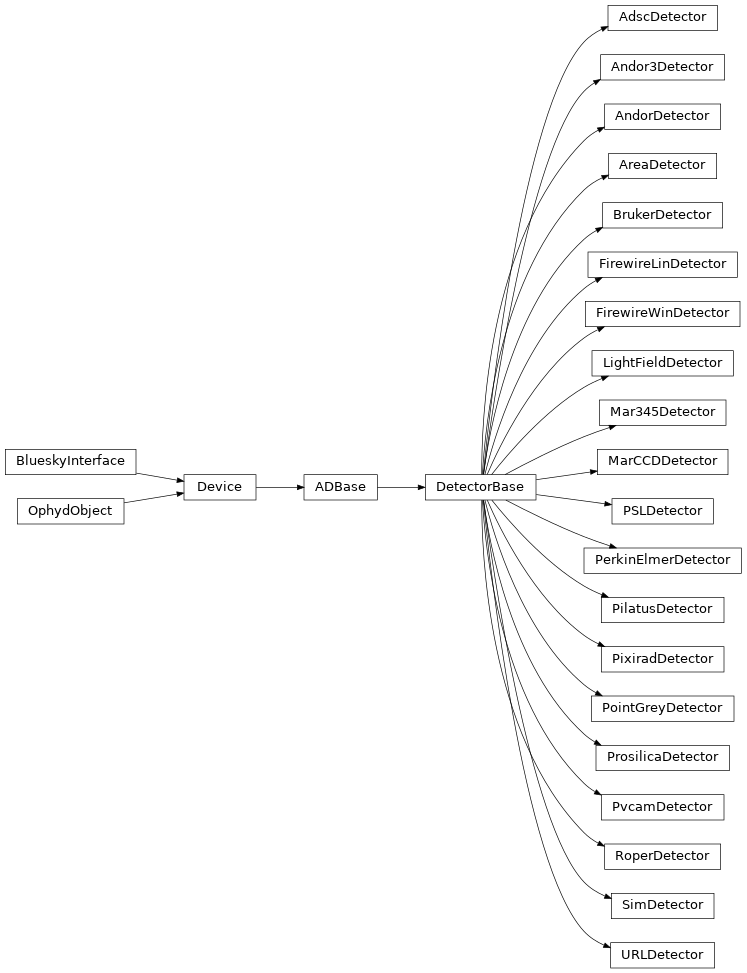 BlueskyInterface
OphydObject
Device
ADBase
DetectorBase
AdscDetector
Andor3Detector
AndorDetector
AreaDetector
BrukerDetector
FirewireLinDetector
FirewireWinDetector
LightFieldDetector
Mar345Detector
MarCCDDetector
PSLDetector
PerkinElmerDetector
PilatusDetector
PixiradDetector
PointGreyDetector
ProsilicaDetector
PvcamDetector
RoperDetector
SimDetector
URLDetector